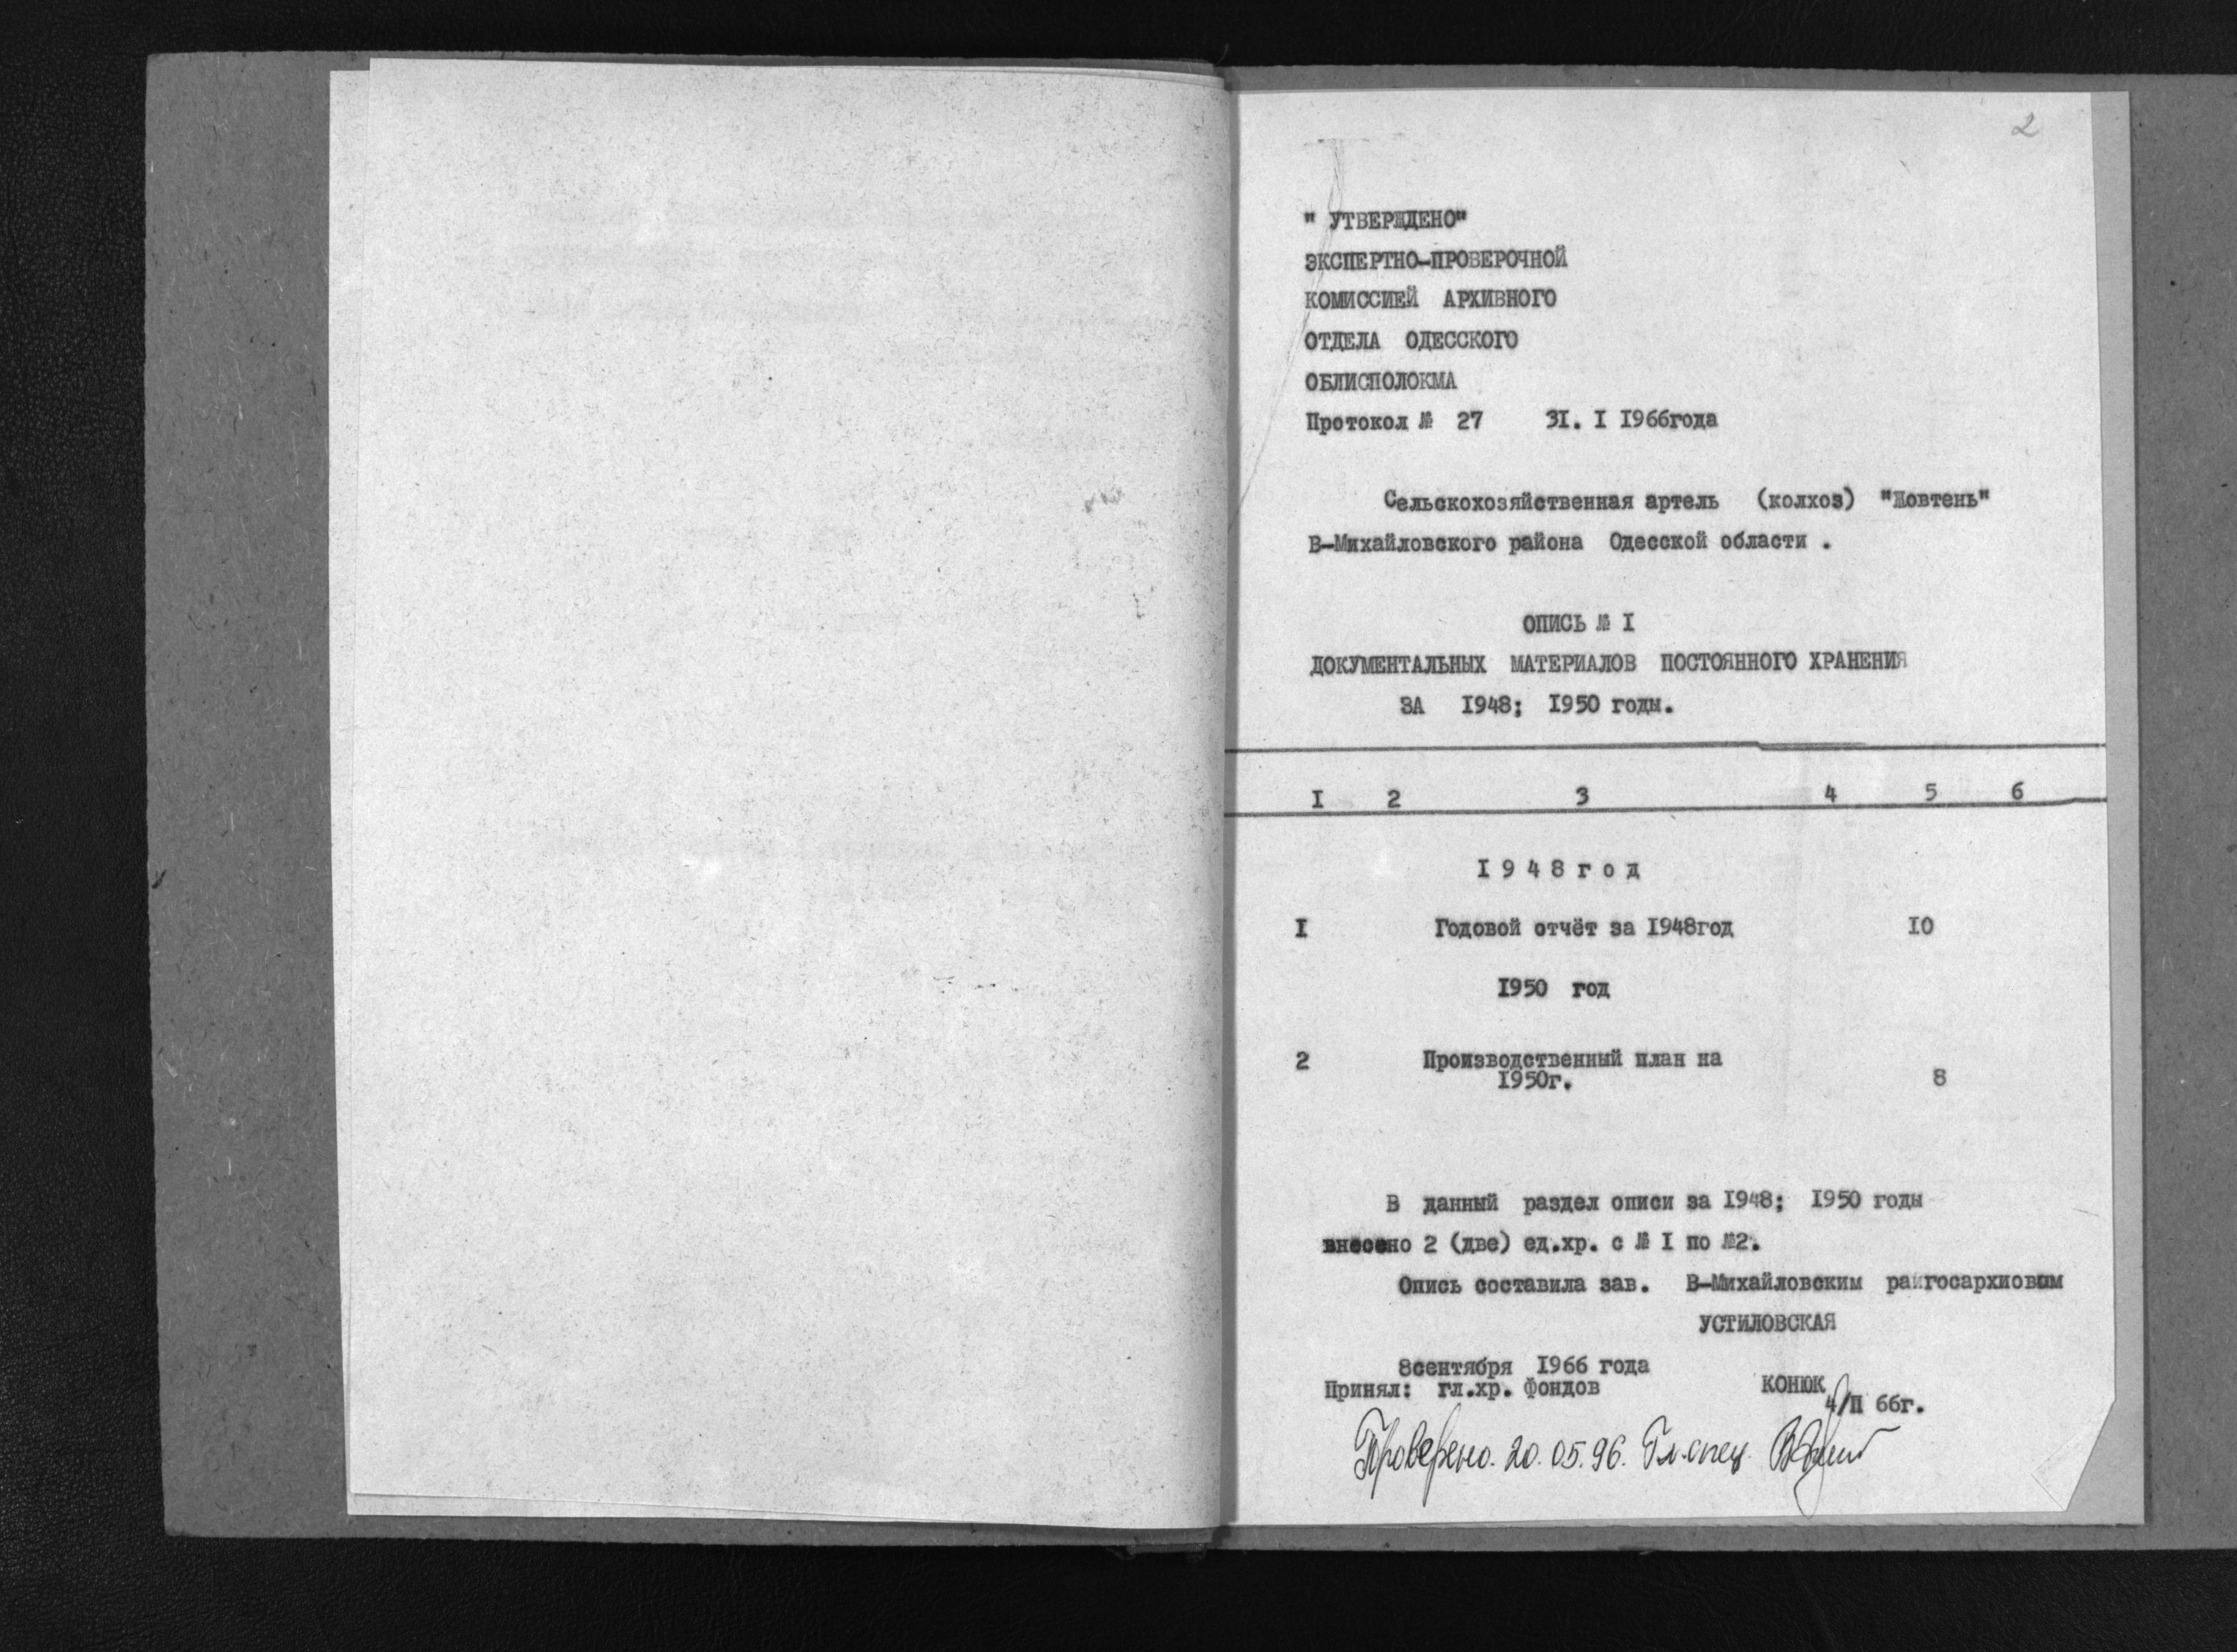 2
" УТВЕРЖДЕНО"
ЭКСПЕРТНО-ПРОВЕРОЧНОЙ
КОМИССИЕЙ АРХИВНОГО
ОТДЕЛА ОДЕССКОГО
ОБЛИСПОЛОКМА
Протокол № 27 31. I 1966года
Сельскохозяйственная артель (колхоз) "Жовтень"
В-Михайловского района Одесской области .
ОПИСЬ № I
ДОКУМЕНТАЛЬНЫХ МАТЕРИАЛОВ ПОСТОЯННОГО ХРАНЕНИЯ
ЗА 1948; 1950 годы.
I 2 3 4 5 6
1 9 4 8 г о д
I Годовой отчёт за 1948год 10
1950 год
2 Производственный план на
1950г. 8
В данный раздел описи за 1948; 1950 годы
внесено 2 (две) ед.хр. с № I по №2.
Опись составила зав. В-Михайловским райгосархиовым
УСТИЛОВСКАЯ
8сентября 1966 года
Принял: гл.хр. Фондов КОНЮК
4/П 66г.
Проверено. 20.05.96. Гл.спец.